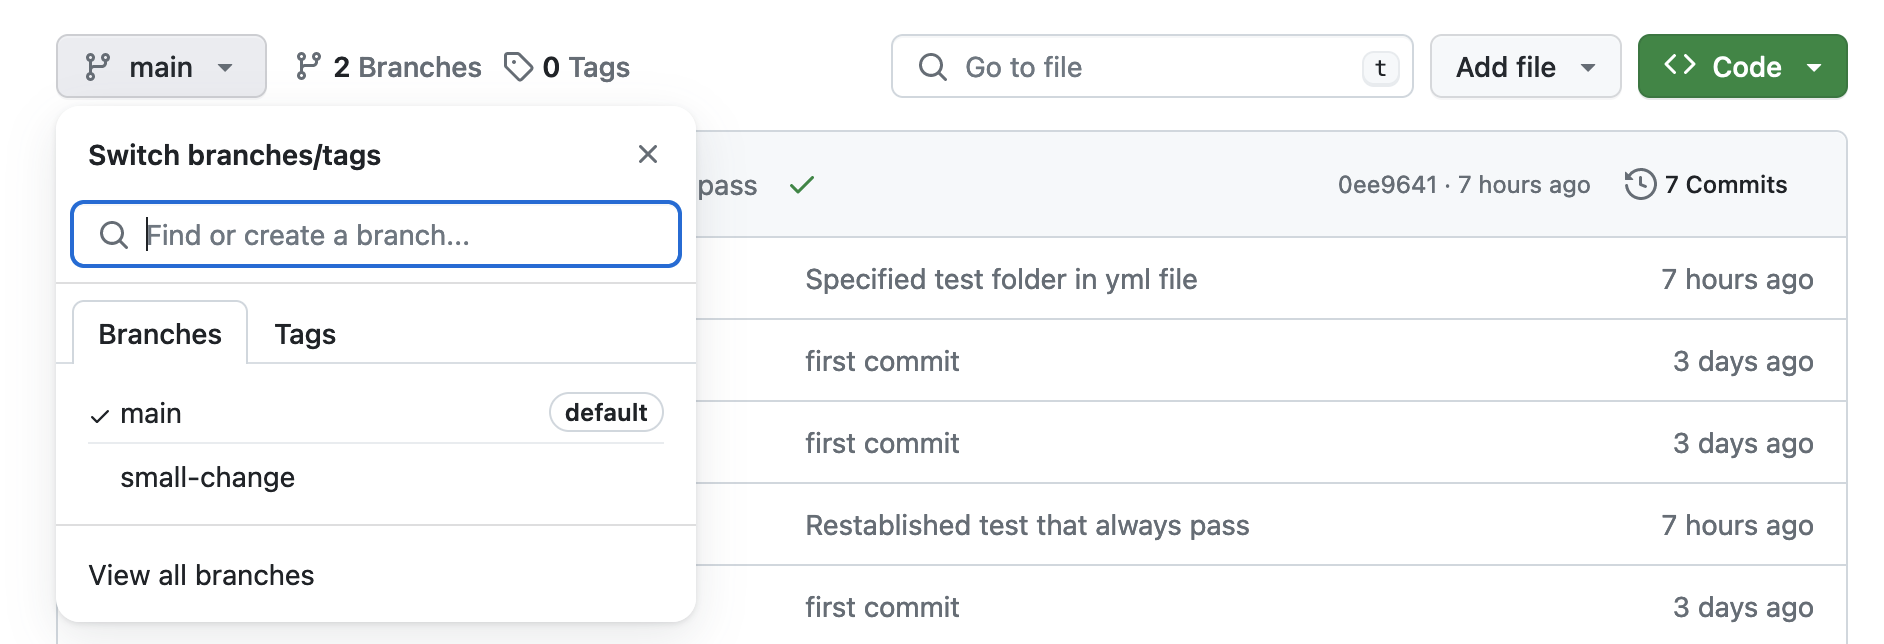 main 2 Branches 0 Tags Go to file t Add file Code
Switch branches/tags
pass 0ee9641 · 7 hours ago 7 Commits
Find or create a branch...
Specified test folder in yml file 7 hours ago
Branches Tags
first commit 3 days ago
main default
first commit 3 days ago
small-change
Restablished test that always pass 7 hours ago
View all branches
first commit 3 days ago